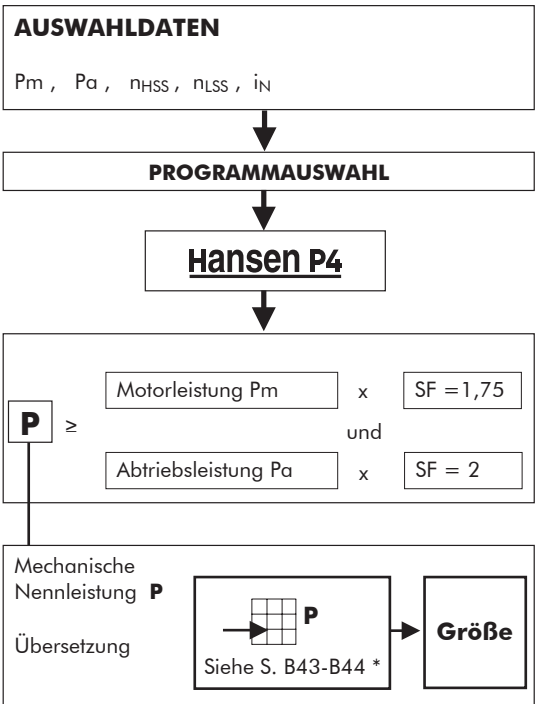 AUSWAHLDATEN
Pm , Pa , nHSS , nLSS , iN
PROGRAMMAUSWAHL
Hansen P4
Motorleistung Pm x SF =1,75
P ≥
und
Abtriebsleistung Pa x SF = 2
Mechanische
Nennleistung P
P
Größe
Übersetzung
Siehe S. B43-B44 *